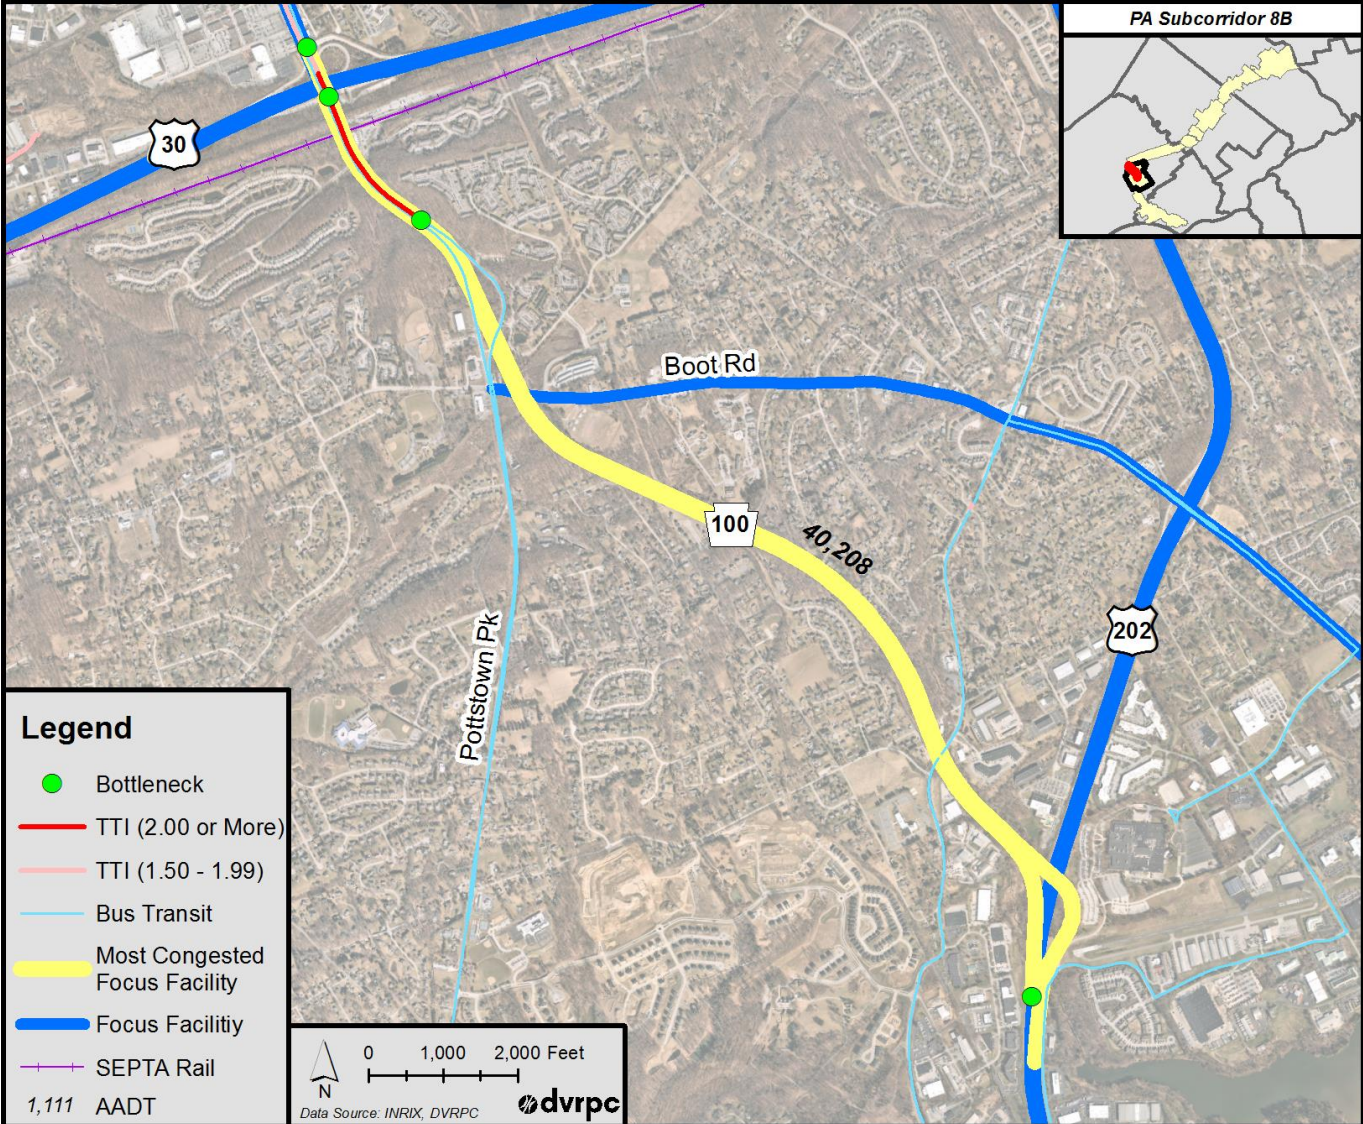 PA Subcorridor 8B
30
Boot Rd
100
40,208
202
Pottstown Pk
Legend
Bottleneck
TTI (2.00 or More)
TTI (1.50 - 1.99)
Bus Transit
Most Congested
Focus Facility
Focus Facilitiy
SEPTA Rail
1,111 AADT
0 1,000 2,000 Feet
N
Data Source: INRIX, DVRPC
dvrpc